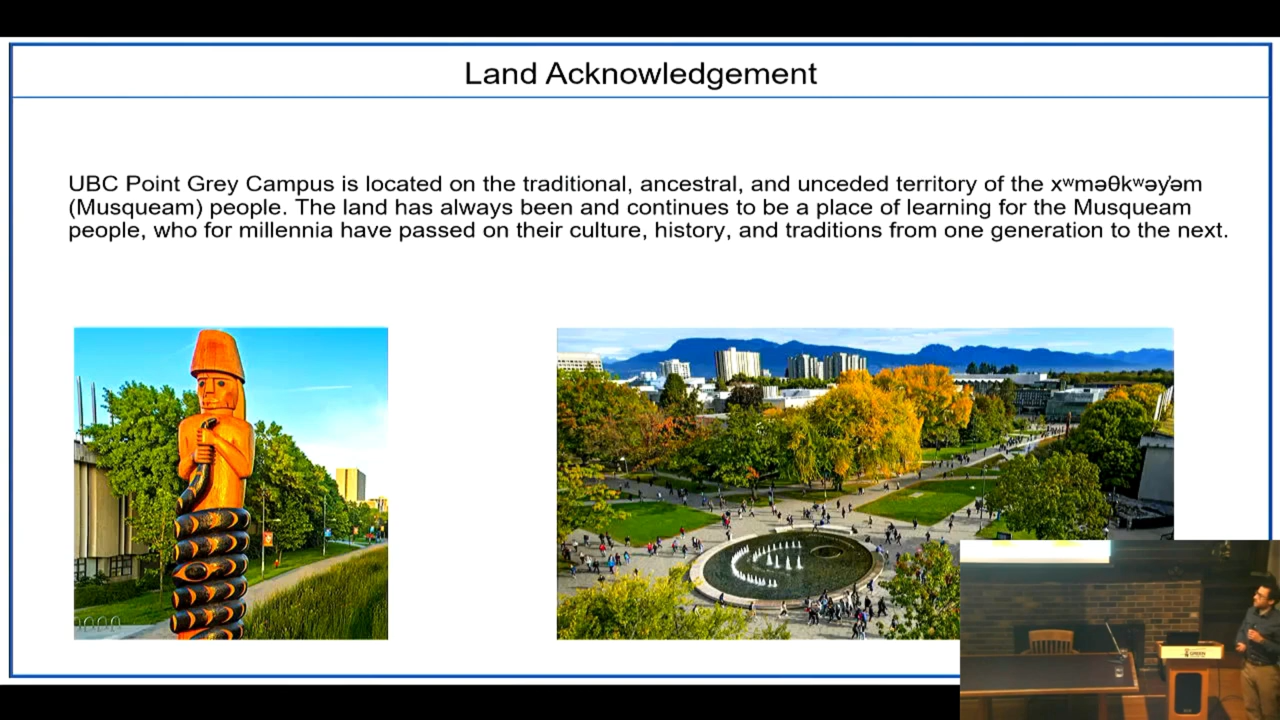 Land Acknowledgement
UBC Point Grey Campus is located on the traditional, ancestral, and unceded territory of the xʷməθkʷəy̓əm
(Musqueam) people. The land has always been and continues to be a place of learning for the Musqueam
people, who for millennia have passed on their culture, history, and traditions from one generation to the next.
GREEN